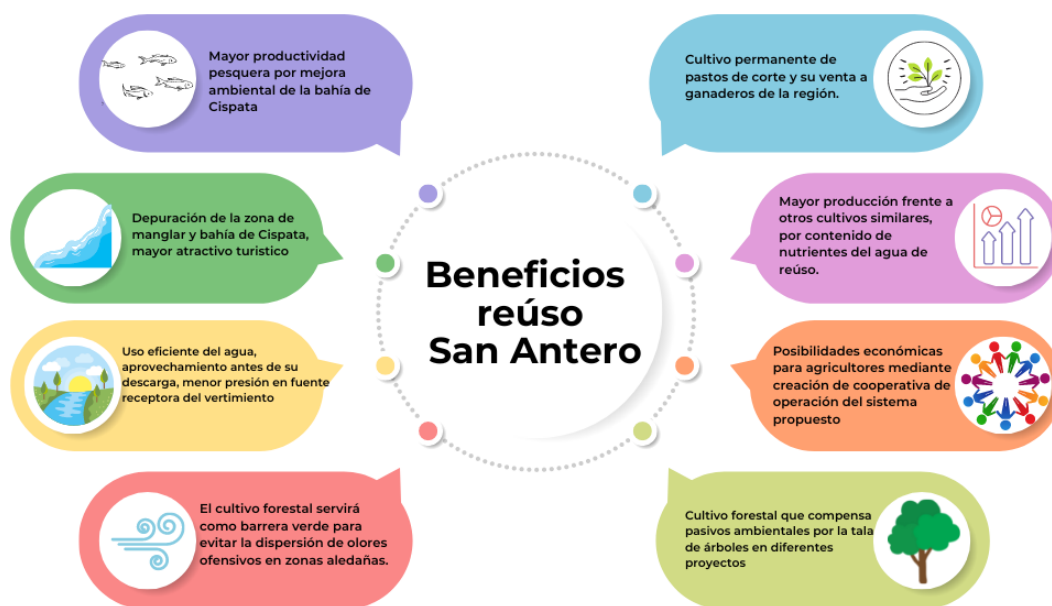 Mayor productividad
pesquera por mejora
ambiental de la bahía de
Cispata
Depuración de la zona de
manglar y bahía de Cispata,
mayor atractivo turistico
Uso eficiente del agua,
aprovechamiento antes de su
descarga, menor presión en fuente
receptora del vertimiento
El cultivo forestal servirá
como barrera verde para
evitar la dispersión de olores
ofensivos en zonas aledañas.
Beneficios
reúso
San Antero
Cultivo permanente de
pastos de corte y su venta a
ganaderos de la región.
Mayor producción frente a
otros cultivos similares,
por contenido de
nutrientes del agua de
reúso.
Posibilidades económicas
para agricultores mediante
creación de cooperativa de
operación del sistema
propuesto
Cultivo forestal que compensa
pasivos ambientales por la tala
de árboles en diferentes
proyectos